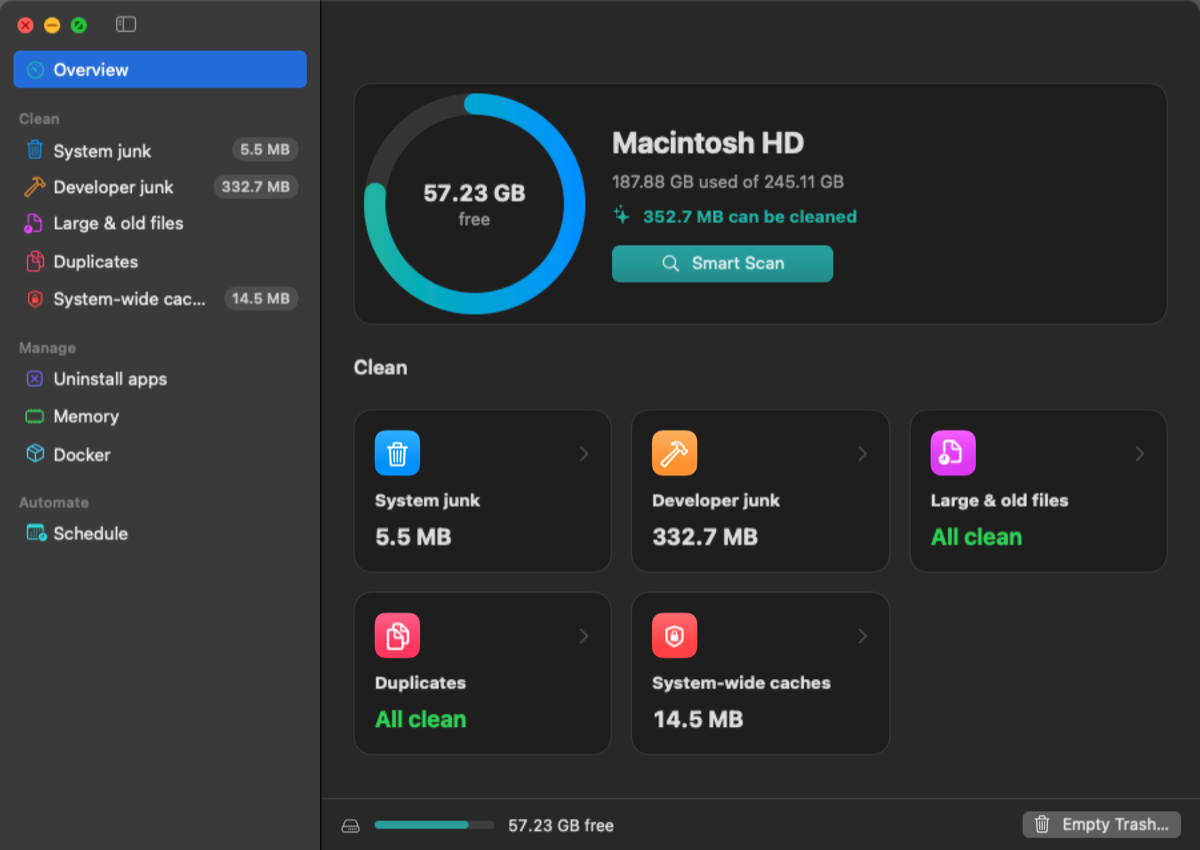 Overview
Clean
System junk 5.5 MB
Developer junk 332.7 MB
Large & old files
Duplicates
System-wide cac... 14.5 MB
Manage
Uninstall apps
Memory
Docker
Automate
Schedule
57.23 GB
free
Macintosh HD
187.88 GB used of 245.11 GB
352.7 MB can be cleaned
Smart Scan
Clean
System junk
5.5 MB
Developer junk
332.7 MB
Large & old files
All clean
Duplicates
All clean
System-wide caches
14.5 MB
57.23 GB free
Empty Trash...